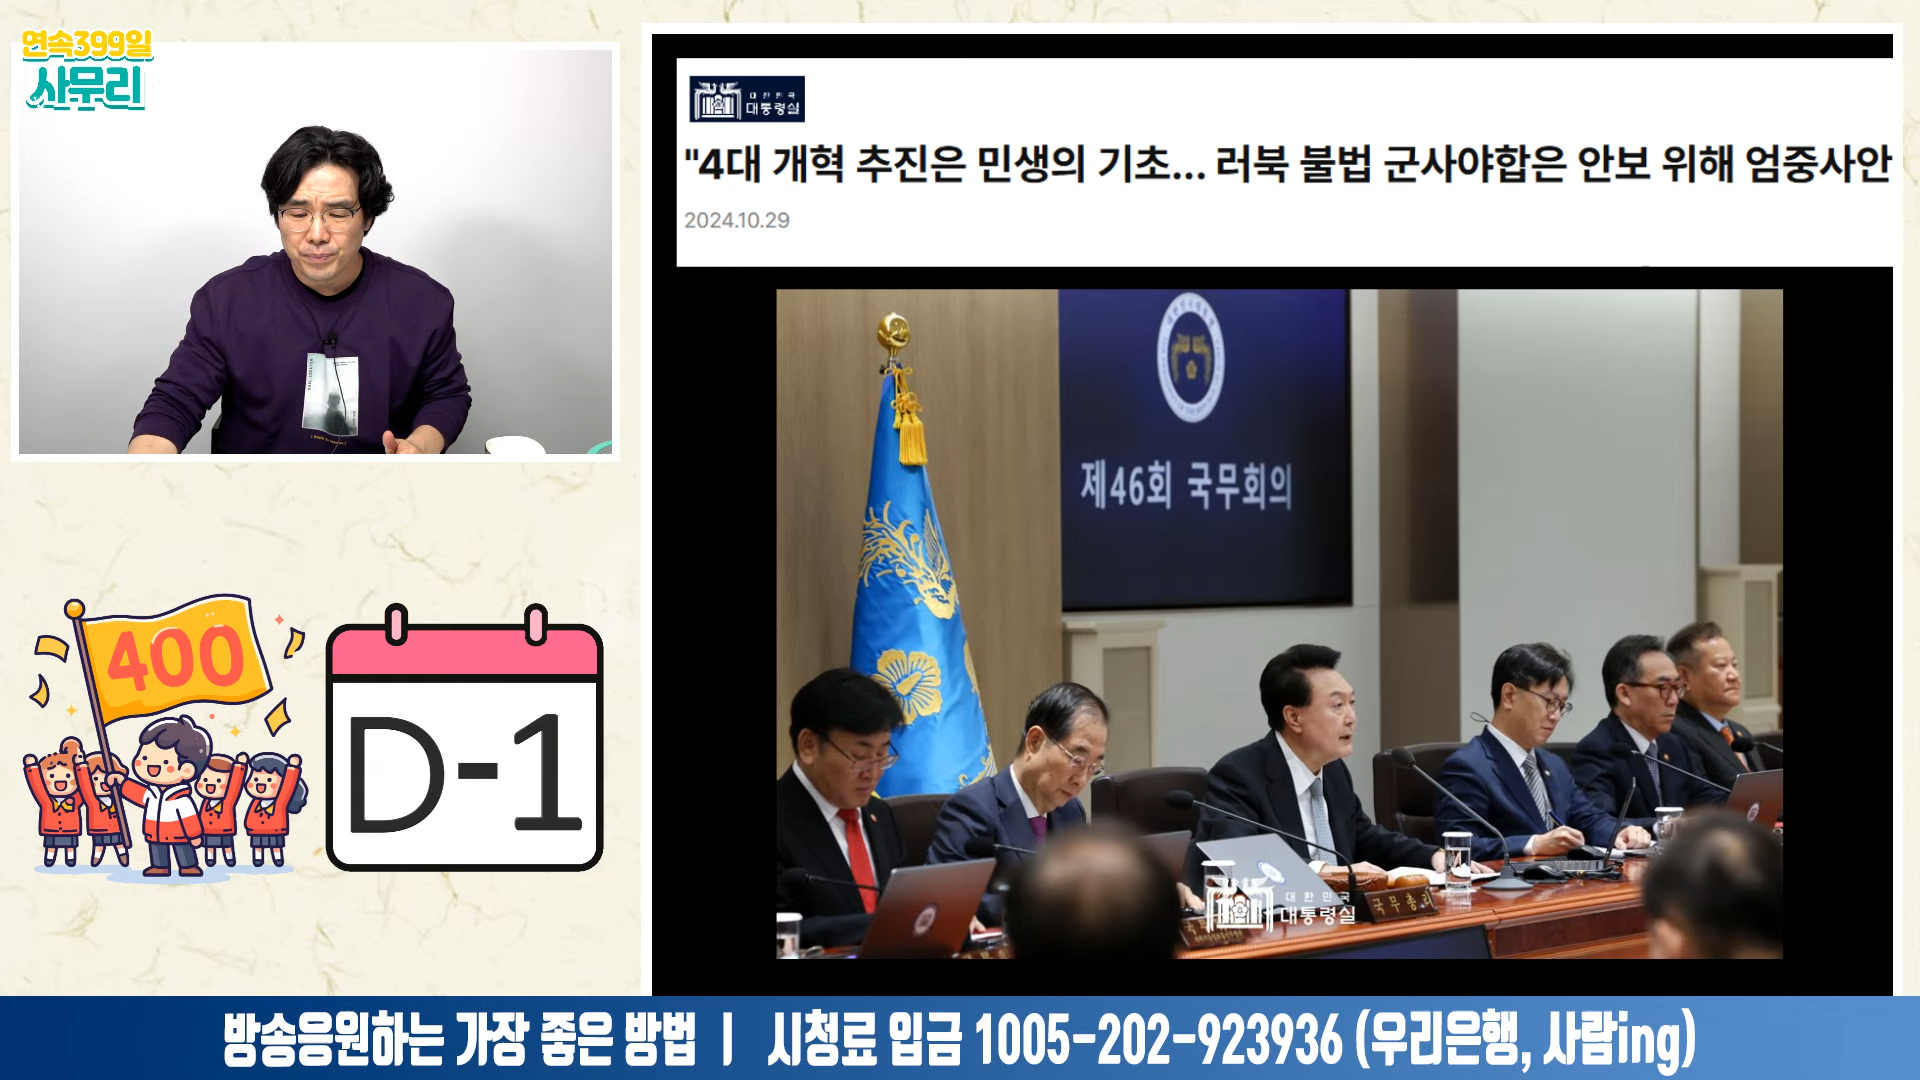 연속399일
사무리
대한민국
대통령실
"4대 개혁 추진은 민생의 기초... 러북 불법 군사야합은 안보 위해 엄중사안
2024.10.29
제46회 국무회의
대한민국
대통령실
국무총리
400
D-1
방송응원하는 가장 좋은 방법 | 시청료 입금 1005-202-923936 (우리은행, 사람ing)